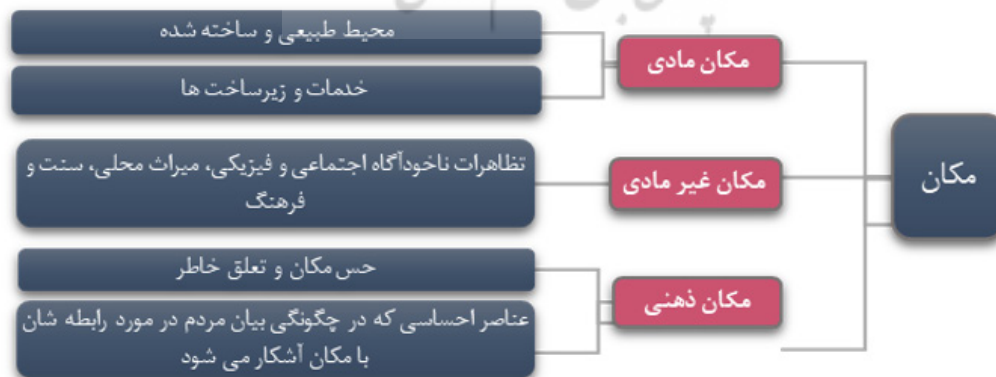 مکان
مکان مادی
محیط طبیعی و ساخته شده
خدمات و زیرساخت ها
مکان غیر مادی
تظاهرات ناخودآگاه اجتماعی و فیزیکی، میراث محلی، سنت و
فرهنگ
مکان ذهنی
حس مکان و تعلق خاطر
عناصر احساسی که در چگونگی بیان مردم در مورد رابطه شان
با مکان آشکار می شود